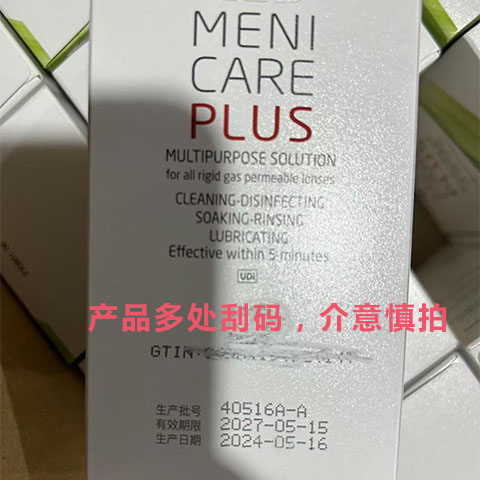 MENI
CARE
PLUS
MULTIPURPOSE SOLUTION
for all rigid gas permeable lenses
CLEANING-DISINFECTING
SOAKING-RINSING
LUBRICATING
Effective within 5 minutes
UDI
产品多处刮码，介意慎拍
GTIN:
生产批号 40516A-A
有效期限 2027-05-15
生产日期 2024-05-16